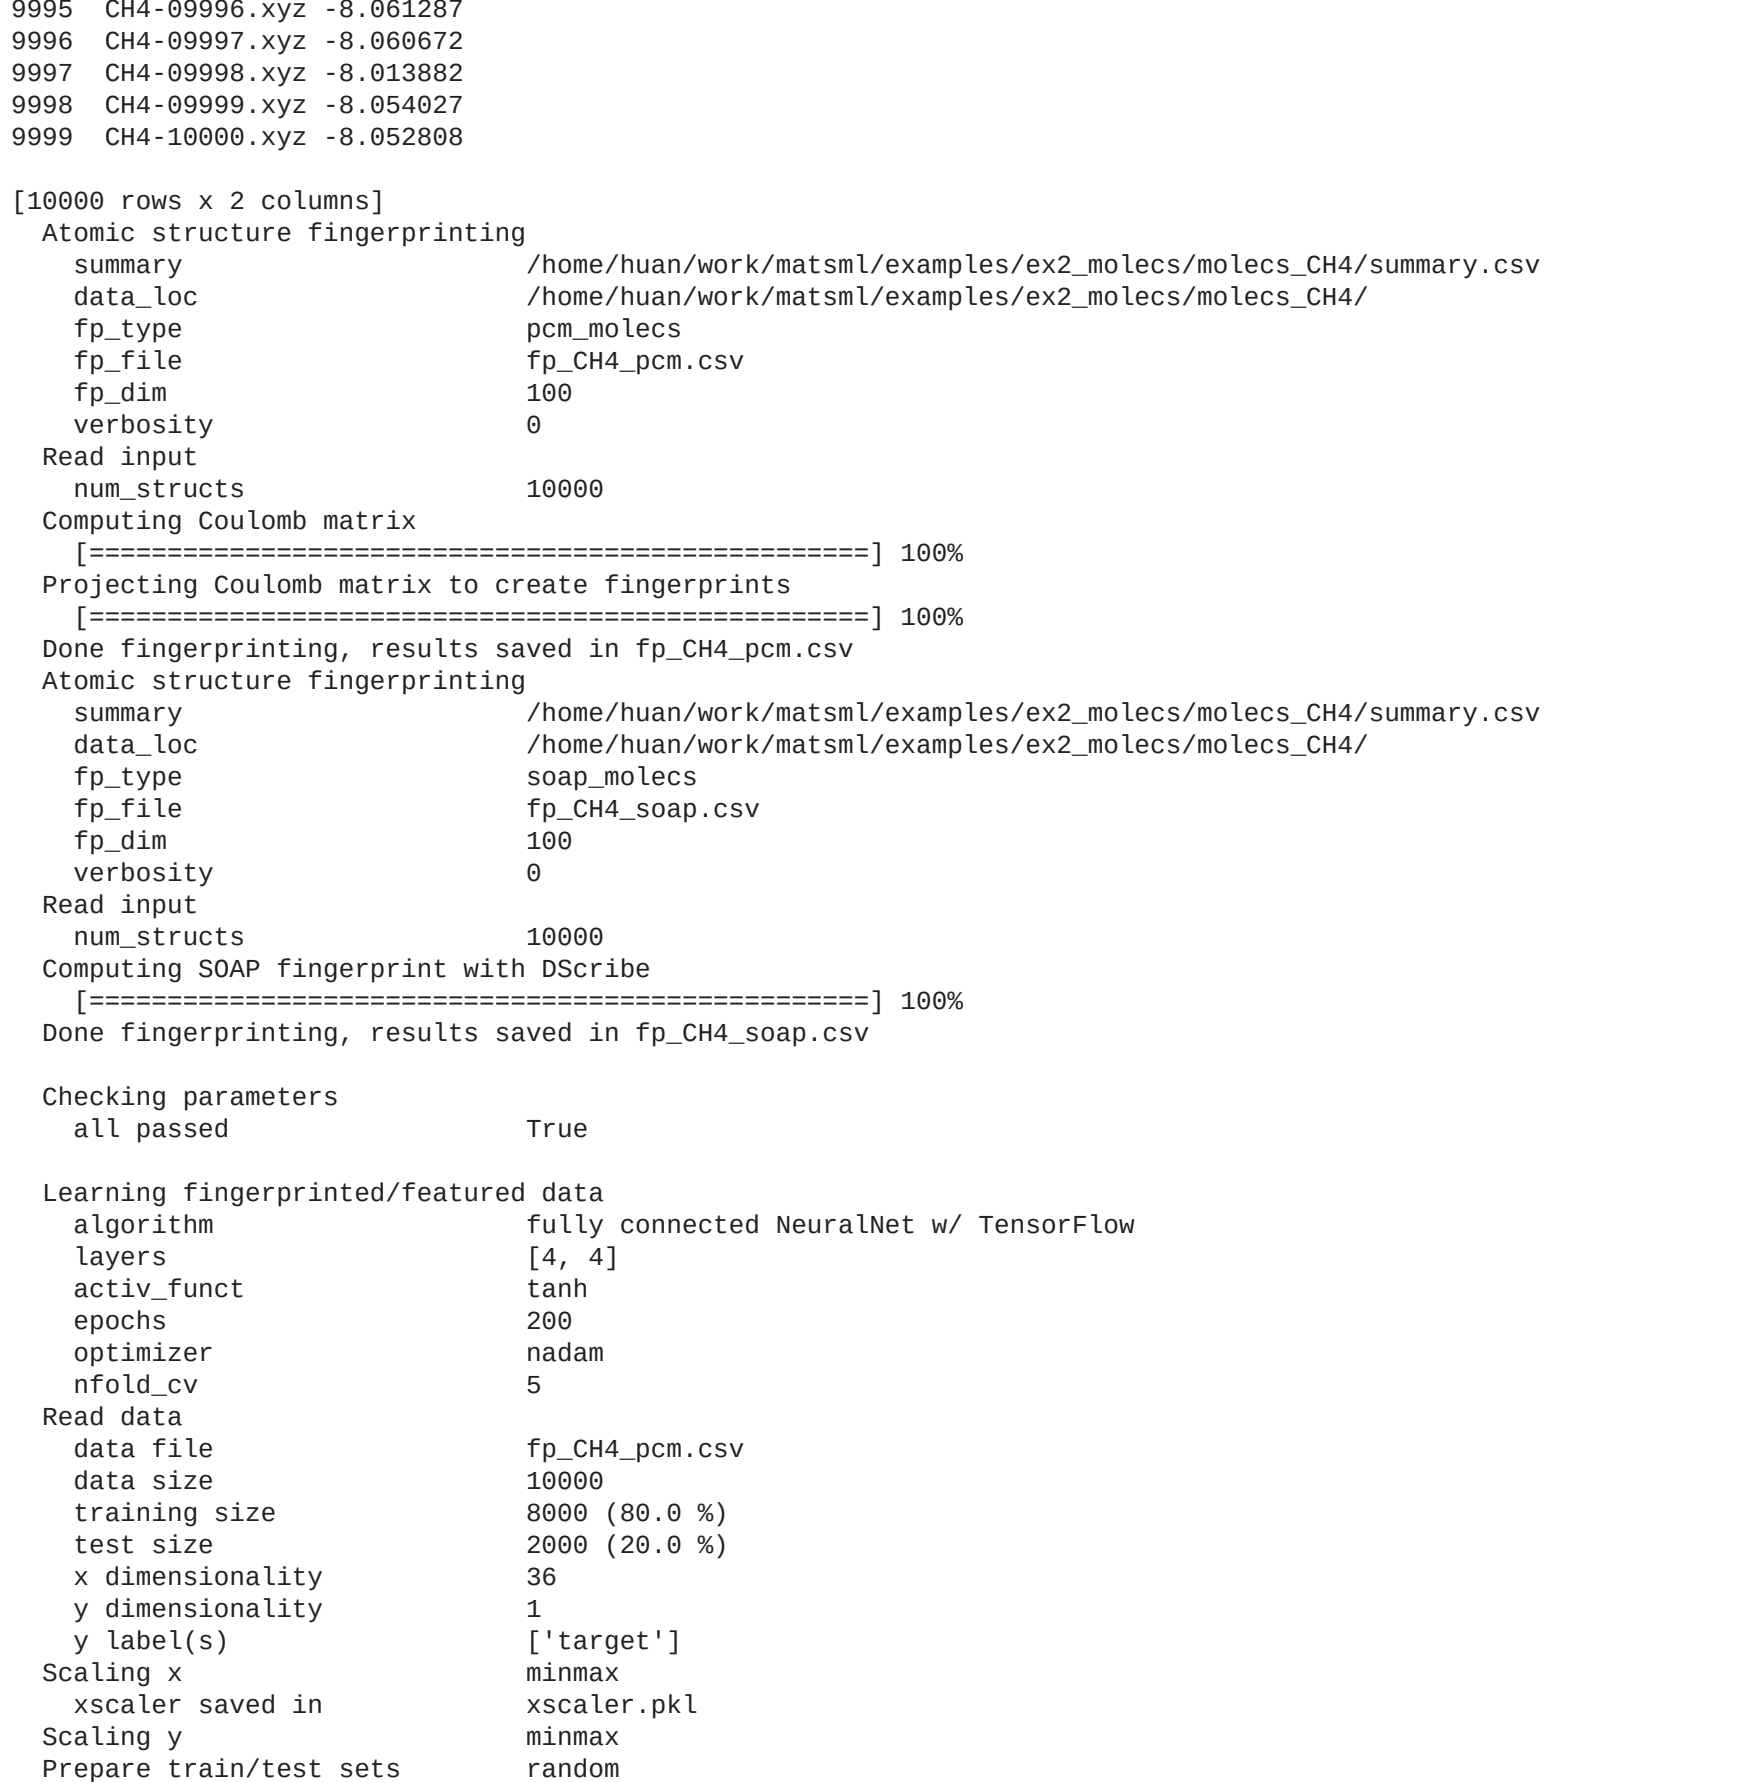 9995  CH4-09996.xyz -8.061287
9996  CH4-09997.xyz -8.060672
9997  CH4-09998.xyz -8.013882
9998  CH4-09999.xyz -8.054027
9999  CH4-10000.xyz -8.052808

[10000 rows x 2 columns]
  Atomic structure fingerprinting
    summary                      /home/huan/work/matsml/examples/ex2_molecs/molecs_CH4/summary.csv
    data_loc                     /home/huan/work/matsml/examples/ex2_molecs/molecs_CH4/
    fp_type                      pcm_molecs
    fp_file                      fp_CH4_pcm.csv
    fp_dim                       100
    verbosity                    0
  Read input
    num_structs                  10000
  Computing Coulomb matrix
    [==================================================] 100%
  Projecting Coulomb matrix to create fingerprints
    [==================================================] 100%
  Done fingerprinting, results saved in fp_CH4_pcm.csv
  Atomic structure fingerprinting
    summary                      /home/huan/work/matsml/examples/ex2_molecs/molecs_CH4/summary.csv
    data_loc                     /home/huan/work/matsml/examples/ex2_molecs/molecs_CH4/
    fp_type                      soap_molecs
    fp_file                      fp_CH4_soap.csv
    fp_dim                       100
    verbosity                    0
  Read input
    num_structs                  10000
  Computing SOAP fingerprint with DScribe
    [==================================================] 100%
  Done fingerprinting, results saved in fp_CH4_soap.csv

  Checking parameters
    all passed                   True

  Learning fingerprinted/featured data
    algorithm                    fully connected NeuralNet w/ TensorFlow
    layers                       [4, 4]
    activ_funct                  tanh
    epochs                       200
    optimizer                    nadam
    nfold_cv                     5
  Read data
    data file                    fp_CH4_pcm.csv
    data size                    10000
    training size                8000 (80.0 %)
    test size                    2000 (20.0 %)
    x dimensionality             36
    y dimensionality             1
    y label(s)                   ['target']
  Scaling x                      minmax
    xscaler saved in             xscaler.pkl
  Scaling y                      minmax
  Prepare train/test sets        random